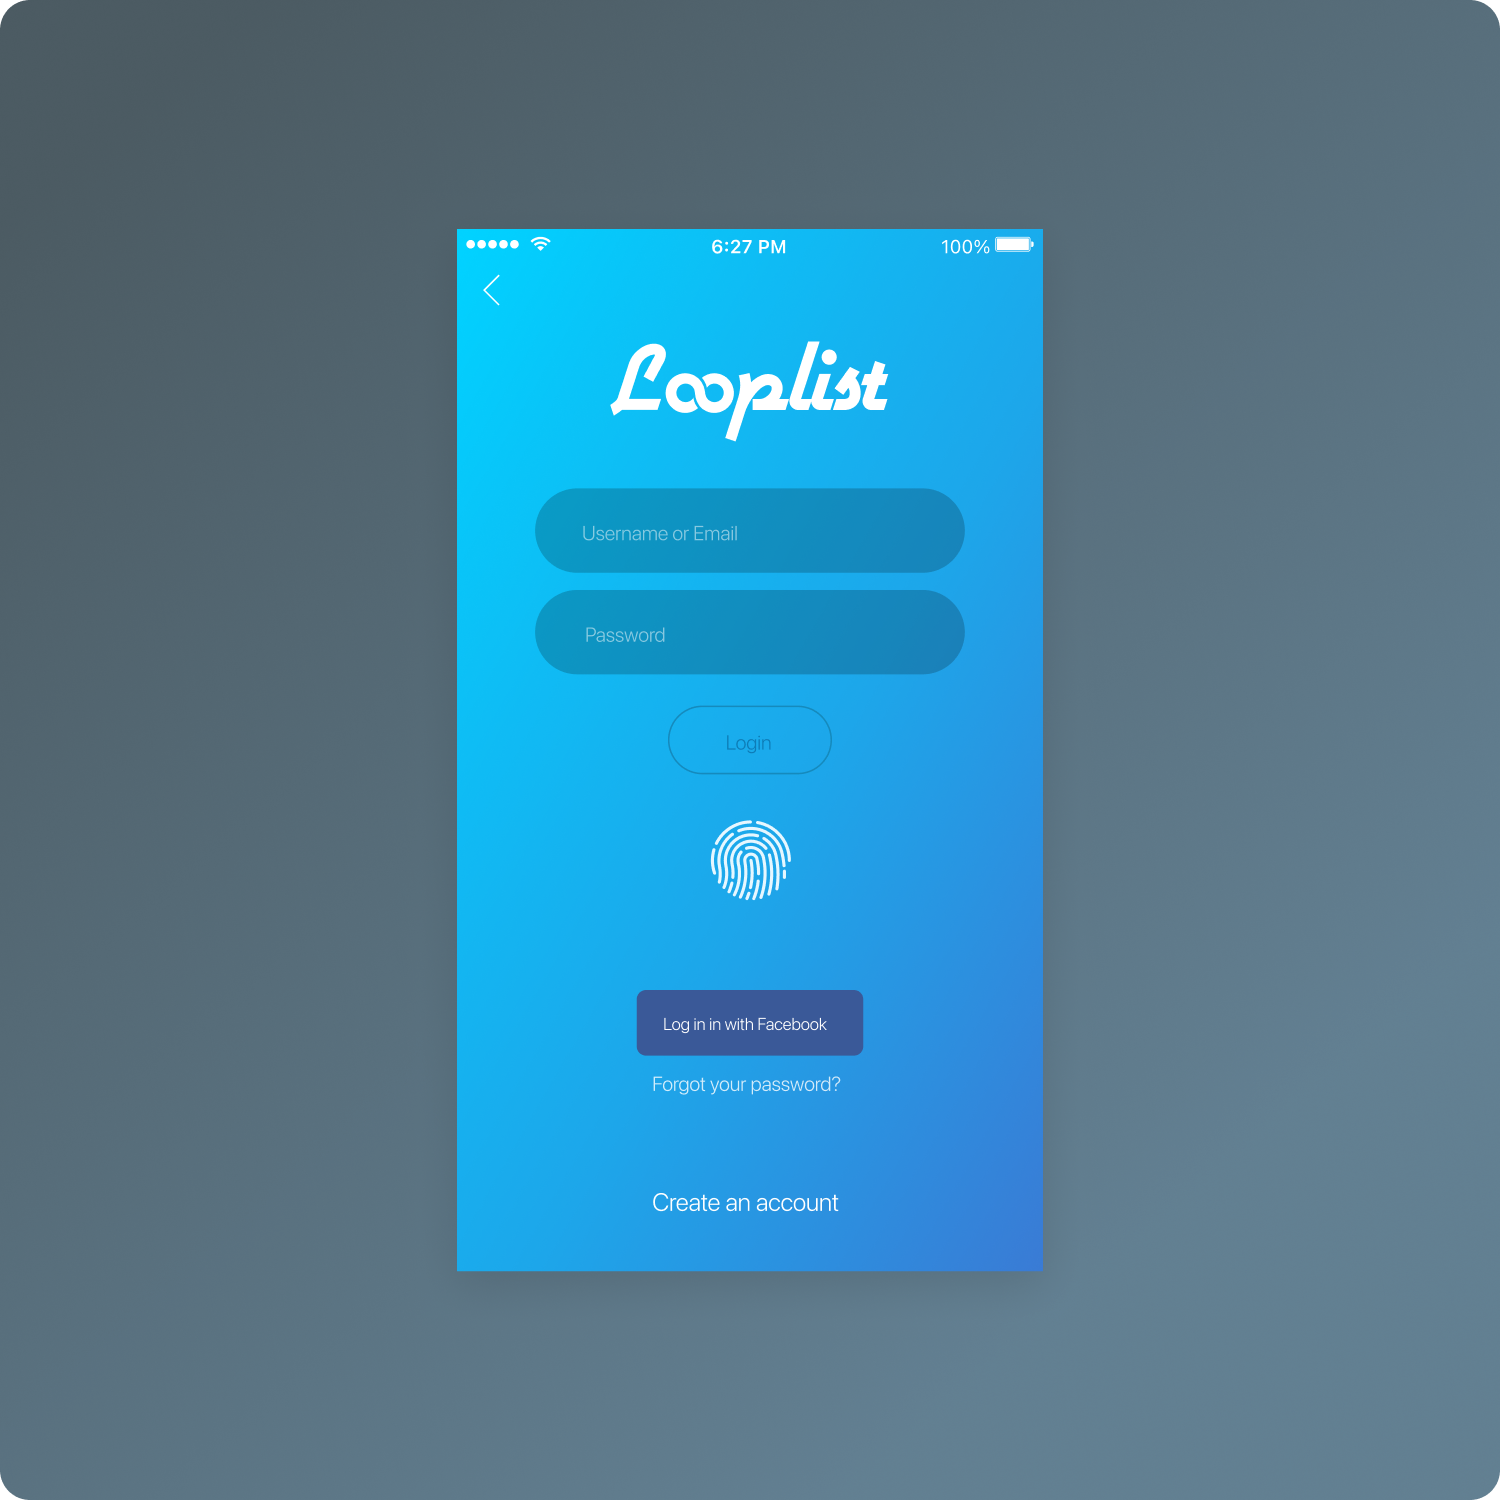 6:27 PM
100%
Looplist
Username or Email
Password
Login
Log in in with Facebook
Forgot your password?
Create an account